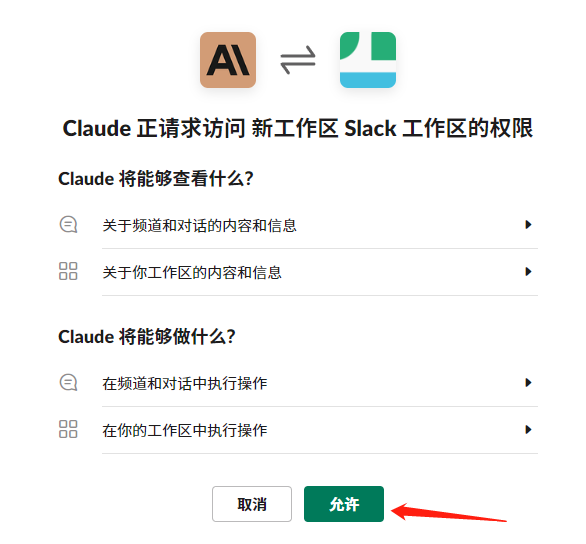 AI
Claude 正请求访问 新工作区 Slack 工作区的权限
Claude 将能够查看什么？
关于频道和对话的内容和信息
关于你工作区的内容和信息
Claude 将能够做什么？
在频道和对话中执行操作
在你的工作区中执行操作
取消
允许